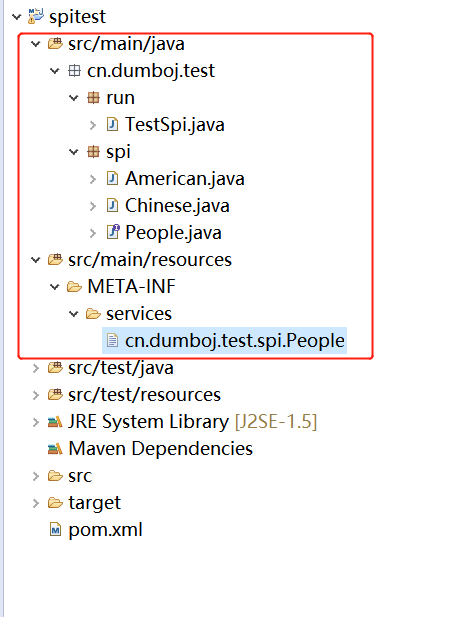 spitest
src/main/java
cn.dumboj.test
run
TestSpi.java
spi
American.java
Chinese.java
People.java
src/main/resources
META-INF
services
cn.dumboj.test.spi.People
src/test/java
src/test/resources
JRE System Library [J2SE-1.5]
Maven Dependencies
src
target
pom.xml